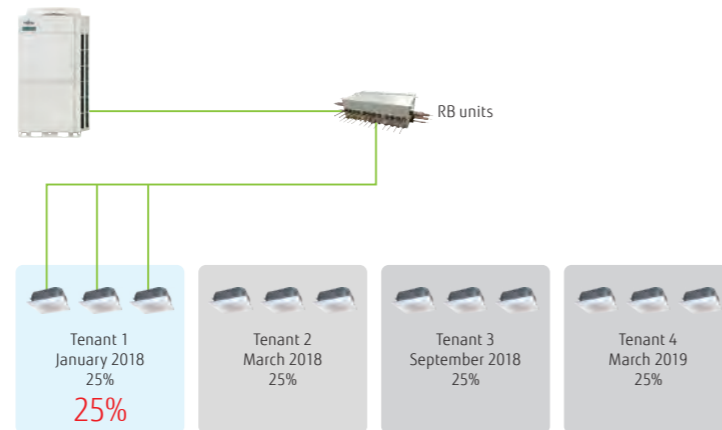 RB units
Tenant 1
January 2018
25%
25%
Tenant 2
March 2018
25%
Tenant 3
September 2018
25%
Tenant 4
March 2019
25%